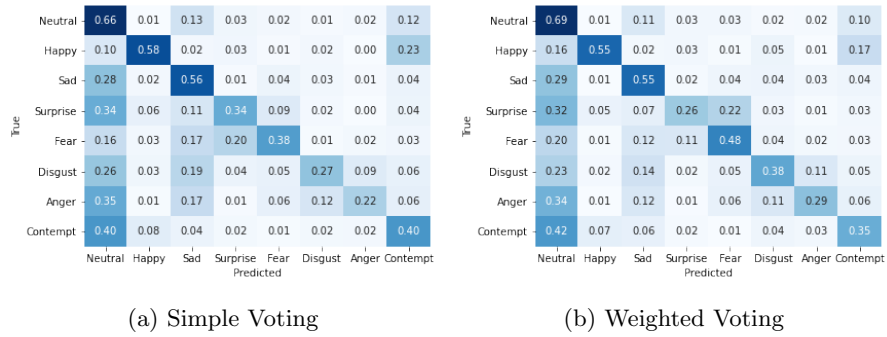 Neutral 0.66 0.01 0.13 0.03 0.02 0.01 0.02 0.12
Happy 0.10 0.58 0.02 0.03 0.01 0.02 0.00 0.23
Sad 0.28 0.02 0.56 0.01 0.04 0.03 0.01 0.04
Surprise 0.34 0.06 0.11 0.34 0.09 0.02 0.00 0.04
Fear 0.16 0.03 0.17 0.20 0.38 0.01 0.02 0.03
Disgust 0.26 0.03 0.19 0.04 0.05 0.27 0.09 0.06
Anger 0.35 0.01 0.17 0.01 0.06 0.12 0.22 0.06
Contempt 0.40 0.08 0.04 0.02 0.01 0.02 0.02 0.40
True
Neutral Happy Sad Surprise Fear Disgust Anger Contempt
Predicted
(a) Simple Voting
Neutral 0.69 0.01 0.11 0.03 0.03 0.02 0.02 0.10
Happy 0.16 0.55 0.02 0.03 0.01 0.05 0.01 0.17
Sad 0.29 0.01 0.55 0.02 0.04 0.04 0.03 0.04
Surprise 0.32 0.05 0.07 0.26 0.22 0.03 0.01 0.03
Fear 0.20 0.01 0.12 0.11 0.48 0.04 0.02 0.03
Disgust 0.23 0.02 0.14 0.02 0.05 0.38 0.11 0.05
Anger 0.34 0.01 0.12 0.01 0.06 0.11 0.29 0.06
Contempt 0.42 0.07 0.06 0.02 0.01 0.04 0.03 0.35
True
Neutral Happy Sad Surprise Fear Disgust Anger Contempt
Predicted
(b) Weighted Voting